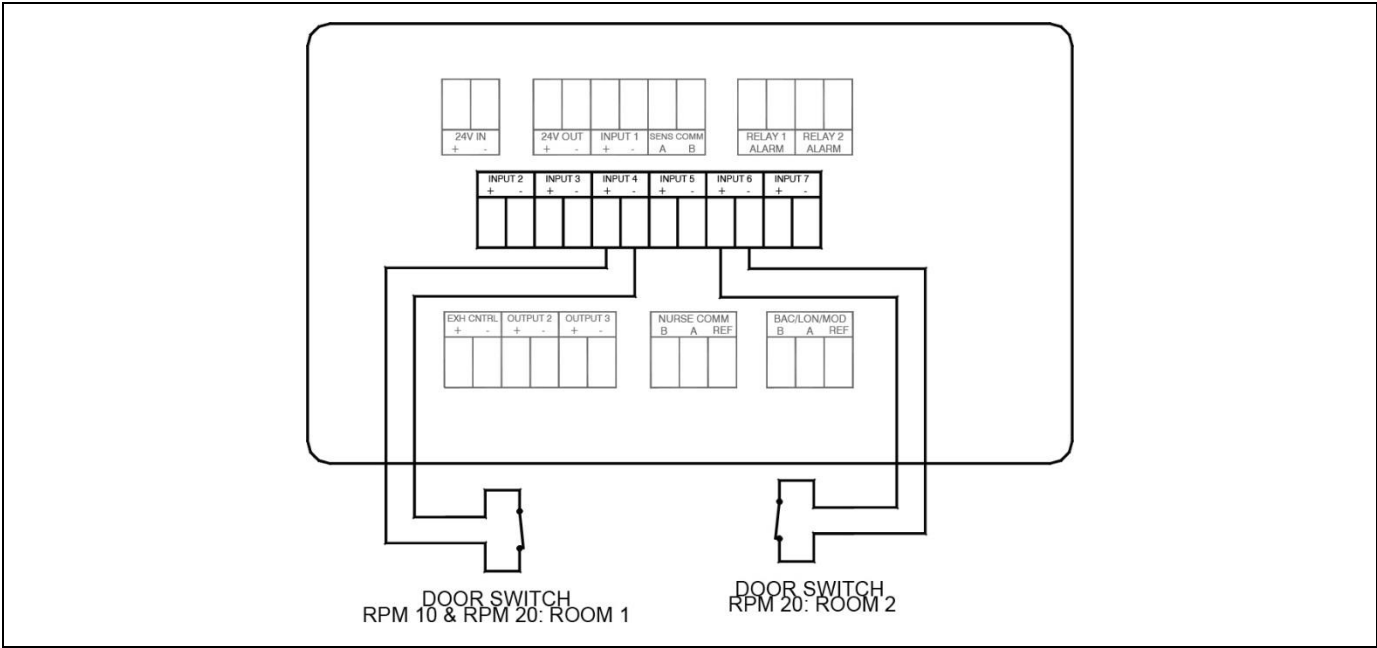 24V IN 24V OUT INPUT 1 SENS COMM RELAY 1 RELAY 2
+ - + - + - A B ALARM ALARM
INPUT 2 INPUT 3 INPUT 4 INPUT 5 INPUT 6 INPUT 7
+ - + - + - + - + - + -
EXH CNTRL OUTPUT 2 OUTPUT 3 NURSE COMM BAC/LON/MOD
+ - + - + - B A REF B A REF
DOOR SWITCH
RPM 10 & RPM 20: ROOM 1
DOOR SWITCH
RPM 20: ROOM 2